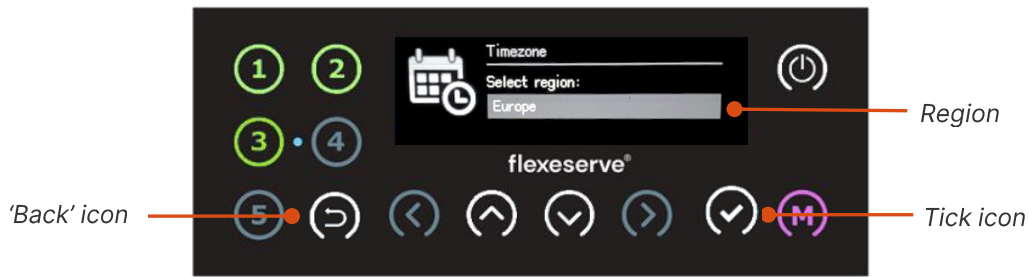 1 2
Timezone
Select region:
Europe
Region
3 4
flexeserve®
'Back' icon
5
M
Tick icon